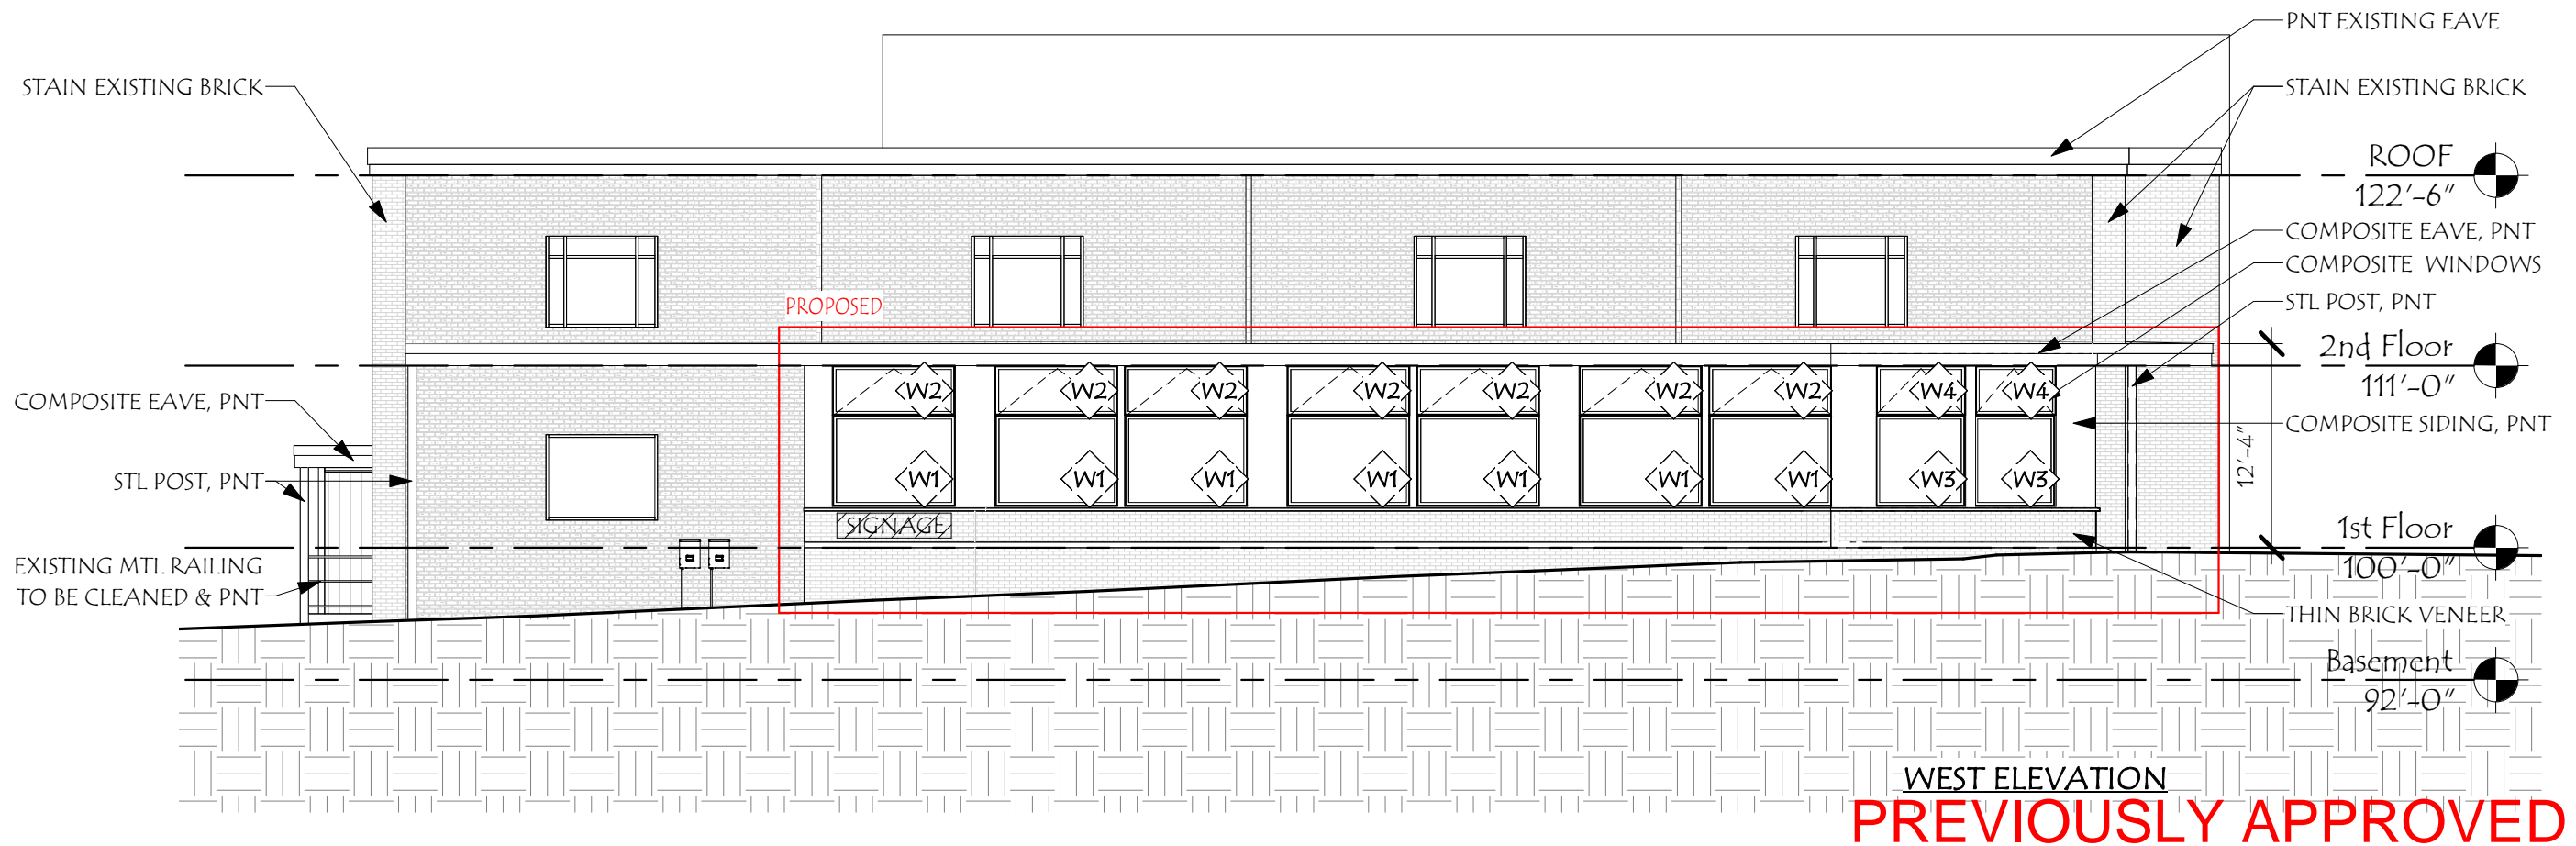 PNT EXISTING EAVE
STAIN EXISTING BRICK
STAIN EXISTING BRICK
ROOF
122'-6"
COMPOSITE EAVE, PNT
COMPOSITE WINDOWS
STL POST, PNT
PROPOSED
2nd Floor
111'-0"
W2 W2 W2 W2 W2 W2 W2 W4 W4
COMPOSITE EAVE, PNT
COMPOSITE SIDING, PNT
12'-4"
STL POST, PNT
W1 W1 W1 W1 W1 W1 W1 W3 W3
SIGNAGE
1st Floor
100'-0"
EXISTING MTL RAILING
TO BE CLEANED & PNT
THIN BRICK VENEER
Basement
92'-0"
WEST ELEVATION
PREVIOUSLY APPROVED